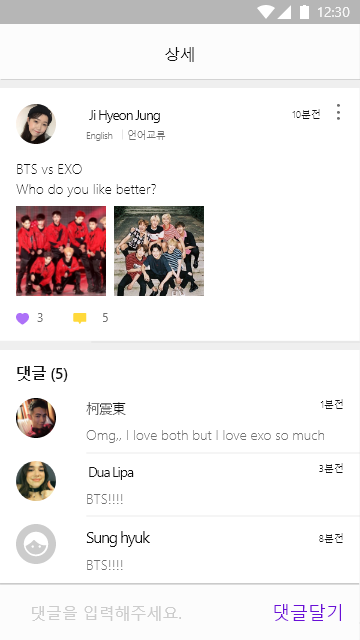 12:30
상세
Ji Hyeon Jung
10분전
English | 언어교류
BTS vs EXO
Who do you like better?
3 5
댓글 (5)
柯震東
1분전
Omg,, I love both but I love exo so much
Dua Lipa
3분전
BTS!!!!
Sung hyuk
8분전
BTS!!!!
댓글을 입력해주세요.
댓글달기